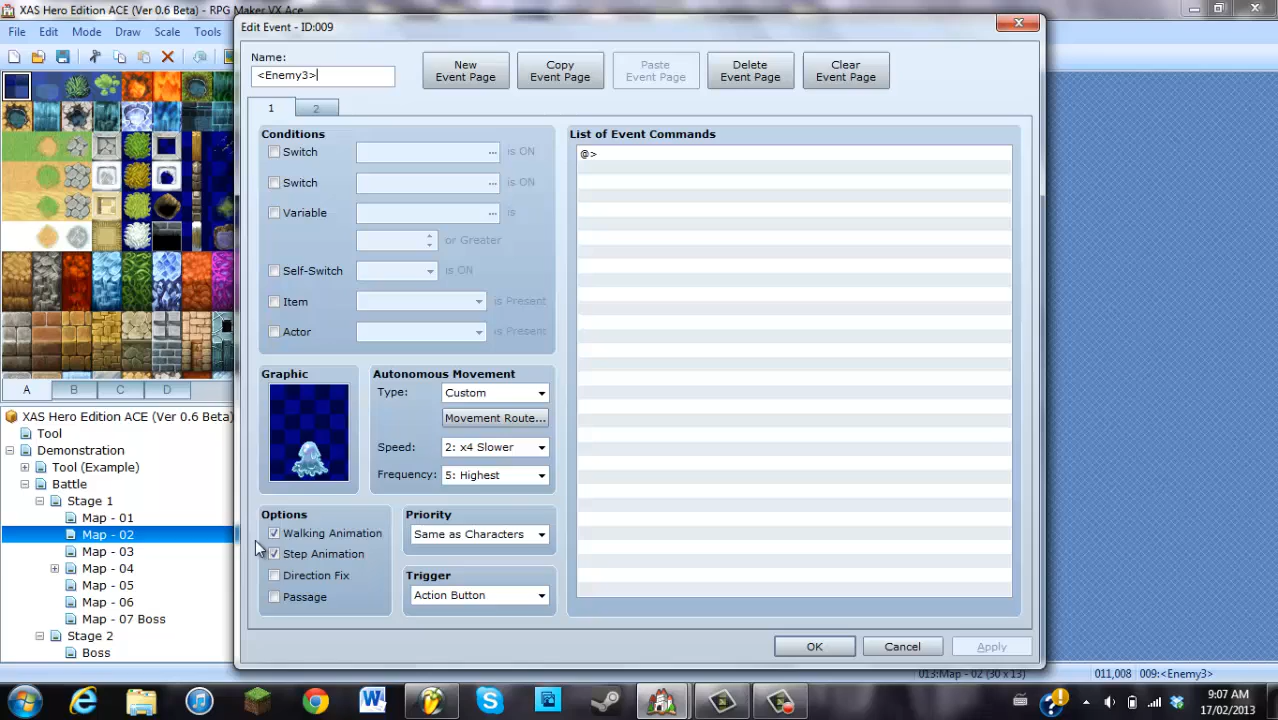 XAS Hero Edition ACE (Ver 0.6 Beta) - RPG Maker VX Ace
File Edit Mode Draw Scale Tools
A B C D
XAS Hero Edition ACE (Ver 0.6 Beta)
Tool
Demonstration
Tool (Example)
Battle
Stage 1
Map - 01
Map - 02
Map - 03
Map - 04
Map - 05
Map - 06
Map - 07 Boss
Stage 2
Boss
Edit Event - ID:009
Name:
<Enemy3>
New
Event Page
Copy
Event Page
Paste
Event Page
Delete
Event Page
Clear
Event Page
1 2
Conditions
Switch ... is ON
Switch ... is ON
Variable ... is
or Greater
Self-Switch is ON
Item is Present
Actor is Present
Graphic
Autonomous Movement
Type: Custom
Movement Route...
Speed: 2: x4 Slower
Frequency: 5: Highest
Options
Walking Animation
Step Animation
Direction Fix
Passage
Priority
Same as Characters
Trigger
Action Button
List of Event Commands
@>
OK Cancel Apply
013:Map - 02 (30 x 13) 011,008 009:<Enemy3>
9:07 AM
17/02/2013